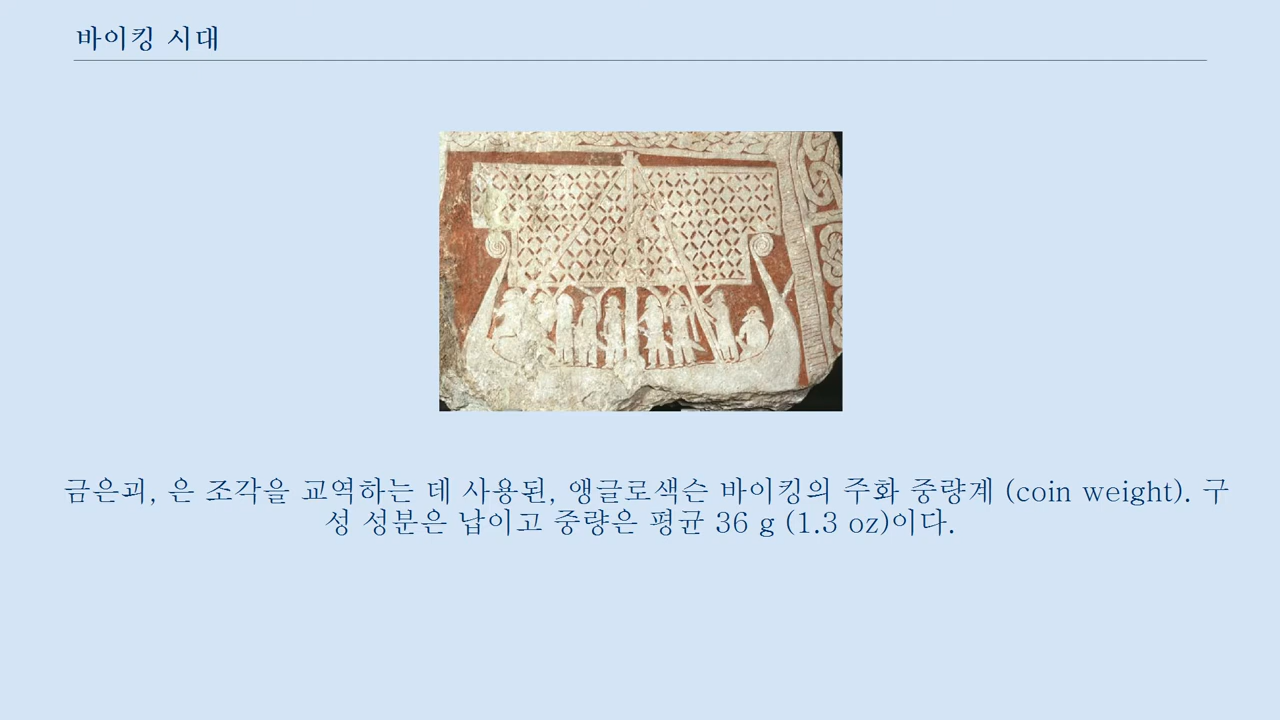 바이킹 시대
금은괴, 은 조각을 교역하는 데 사용된, 앵글로색슨 바이킹의 주화 중량계 (coin weight). 구
성 성분은 납이고 중량은 평균 36 g (1.3 oz)이다.